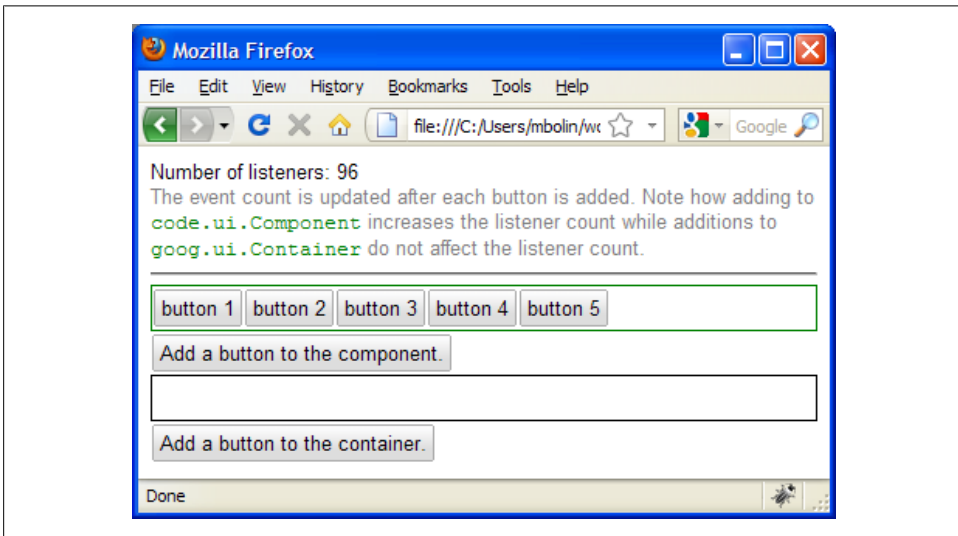 Mozilla Firefox
File Edit View History Bookmarks Tools Help
file:///C:/Users/mbolin/wc Google
Number of listeners: 96
The event count is updated after each button is added. Note how adding to
code.ui.Component increases the listener count while additions to
goog.ui.Container do not affect the listener count.
button 1 button 2 button 3 button 4 button 5
Add a button to the component.
Add a button to the container.
Done